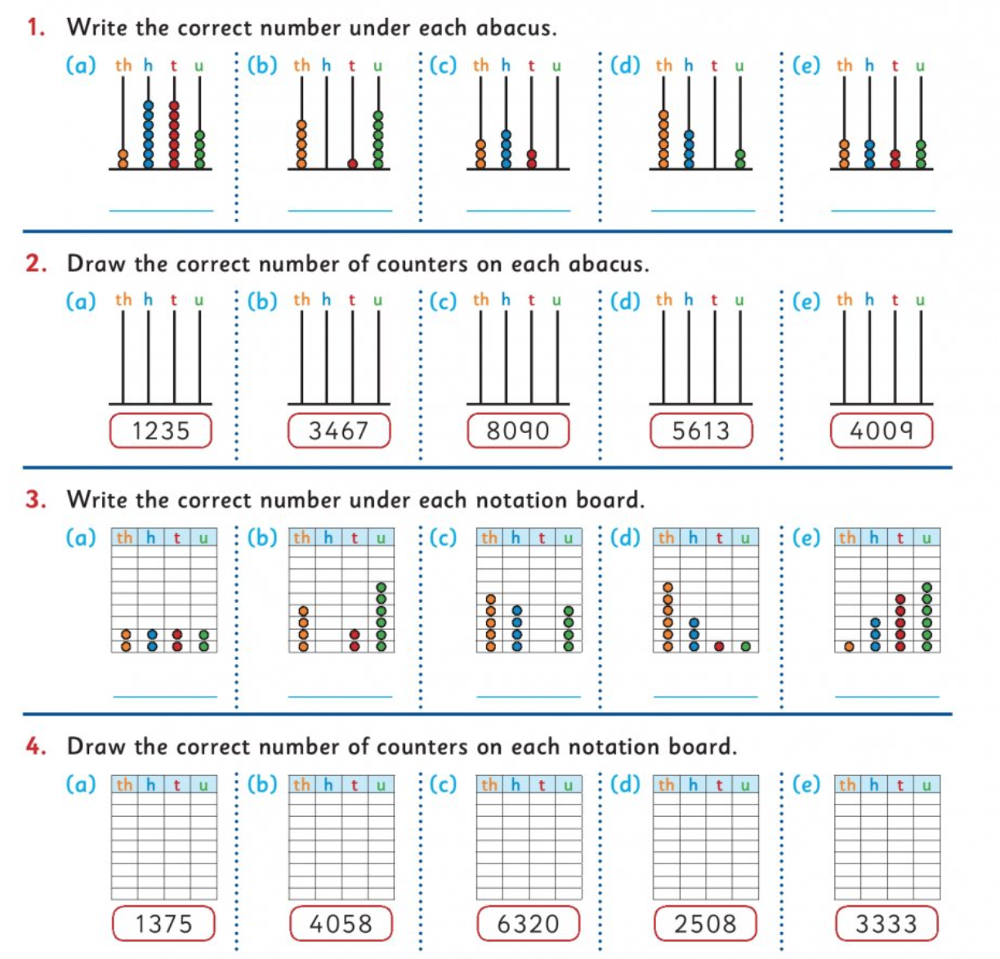 1. Write the correct number under each abacus.
(a) th h t u (b) th h t u (c) th h t u (d) th h t u (e) th h t u
2. Draw the correct number of counters on each abacus.
(a) th h t u (b) th h t u (c) th h t u (d) th h t u (e) th h t u
1235 3467 8090 5613 4009
3. Write the correct number under each notation board.
(a) th h t u (b) th h t u (c) th h t u (d) th h t u (e) th h t u
4. Draw the correct number of counters on each notation board.
(a) th h t u (b) th h t u (c) th h t u (d) th h t u (e) th h t u
1375 4058 6320 2508 3333